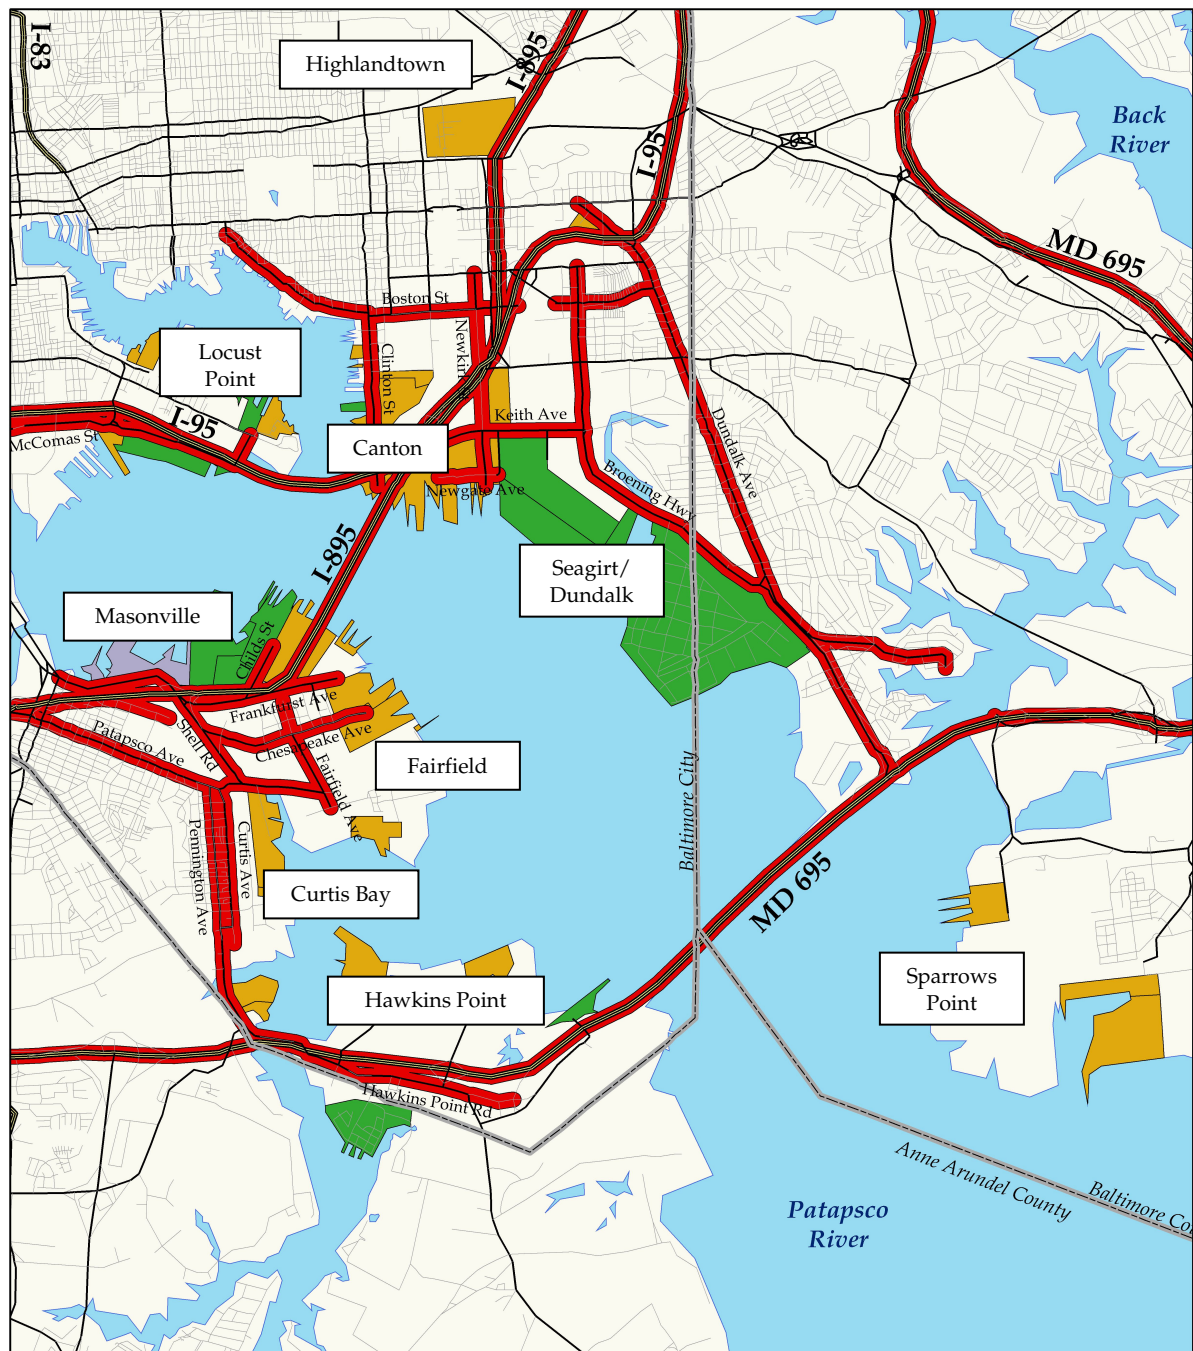 I-83
Highlandtown
I-895
Back
River
I-95
MD 695
Boston St
Locust
Point
Clinton St
I-95
McComas St
Keith Ave
Canton
Dundalk Ave
Newgate Ave
Broening Hwy
I-895
Seagirt/
Dundalk
Masonville
Childs St
Frankfurst Ave
Shell Rd
Patapsco Ave
Chesapeake Ave
Fairfield
Fairfield Ave
Baltimore City
Curtis Ave
Pennington Ave
MD 695
Curtis Bay
Hawkins Point
Sparrows
Point
Hawkins Point Rd
Anne Arundel County
Baltimore Co
Patapsco
River